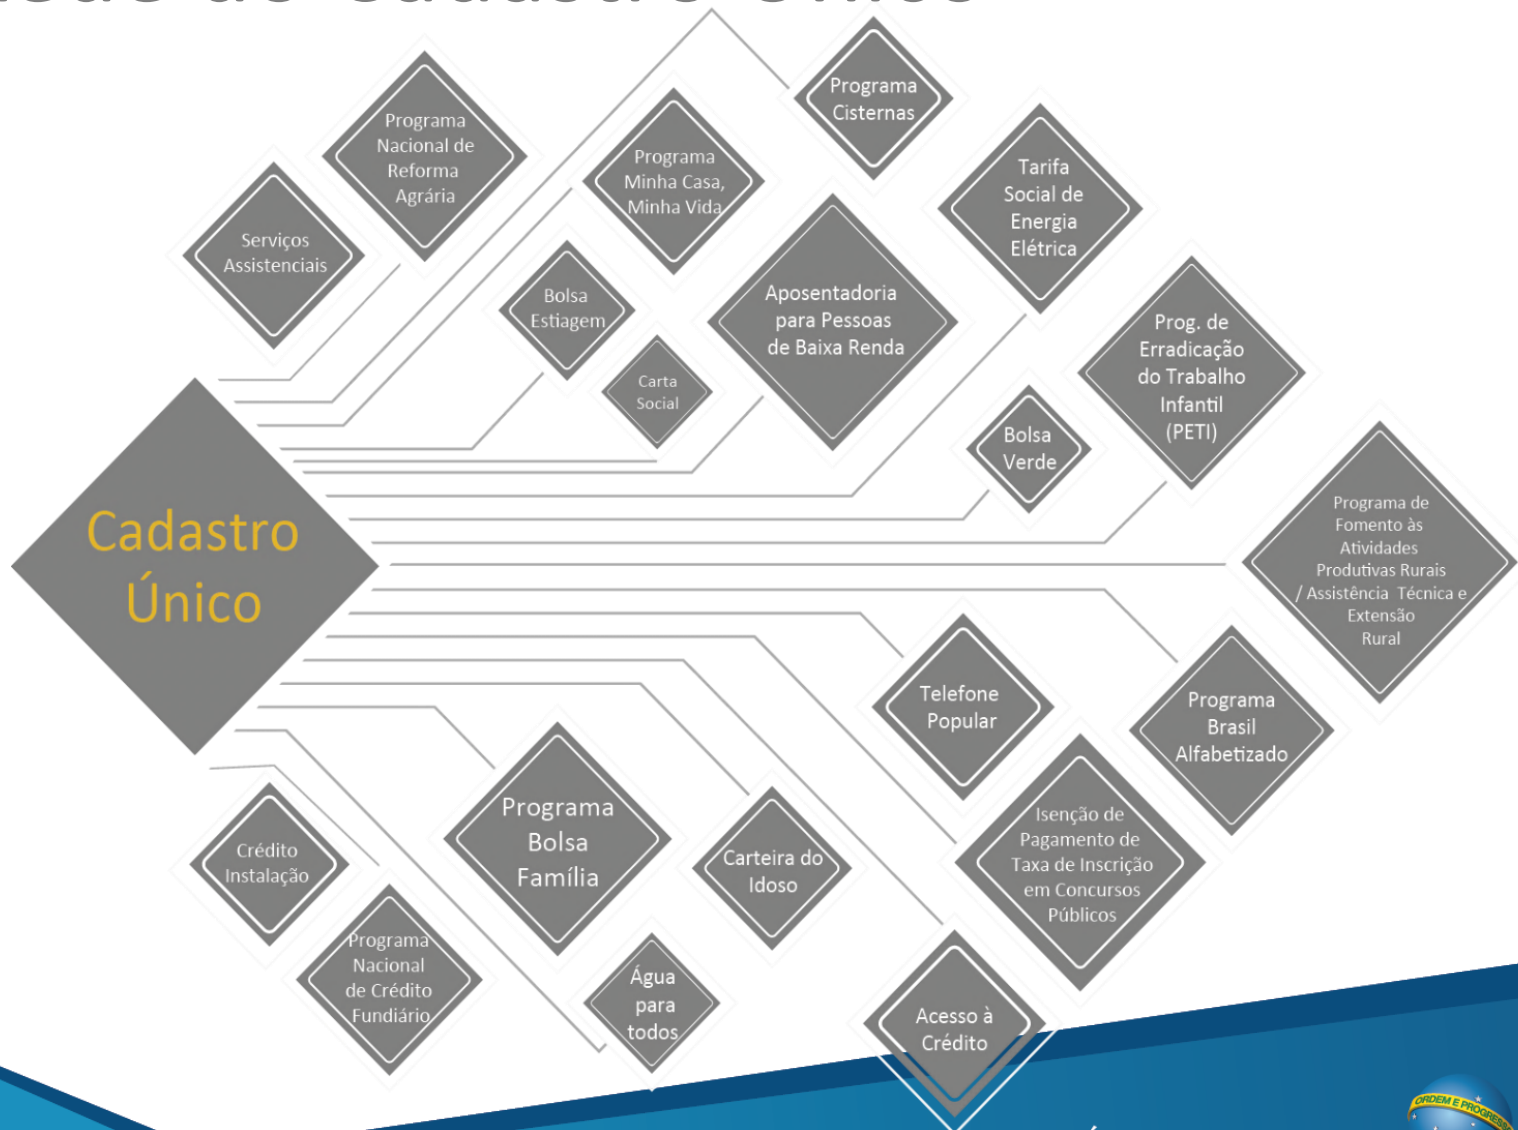 Cadastro Único
Programa
Cisternas
Programa
Nacional de
Reforma
Agrária
Programa
Minha Casa,
Minha Vida
Tarifa
Social de
Energia
Elétrica
Serviços
Assistenciais
Bolsa
Estiagem
Aposentadoria
para Pessoas
de Baixa Renda
Prog. de
Erradicação
do Trabalho
Infantil
(PETI)
Carta
Social
Bolsa
Verde
Cadastro
Único
Programa de
Fomento às
Atividades
Produtivas Rurais
/ Assistência Técnica e
Extensão
Rural
Telefone
Popular
Programa
Brasil
Alfabetizado
Programa
Bolsa
Família
Isenção de
Pagamento de
Taxa de Inscrição
em Concursos
Públicos
Crédito
Instalação
Carteira do
Idoso
Programa
Nacional
de Crédito
Fundiário
Água
para
todos
Acesso à
Crédito
ORDEM E PROGRESSO